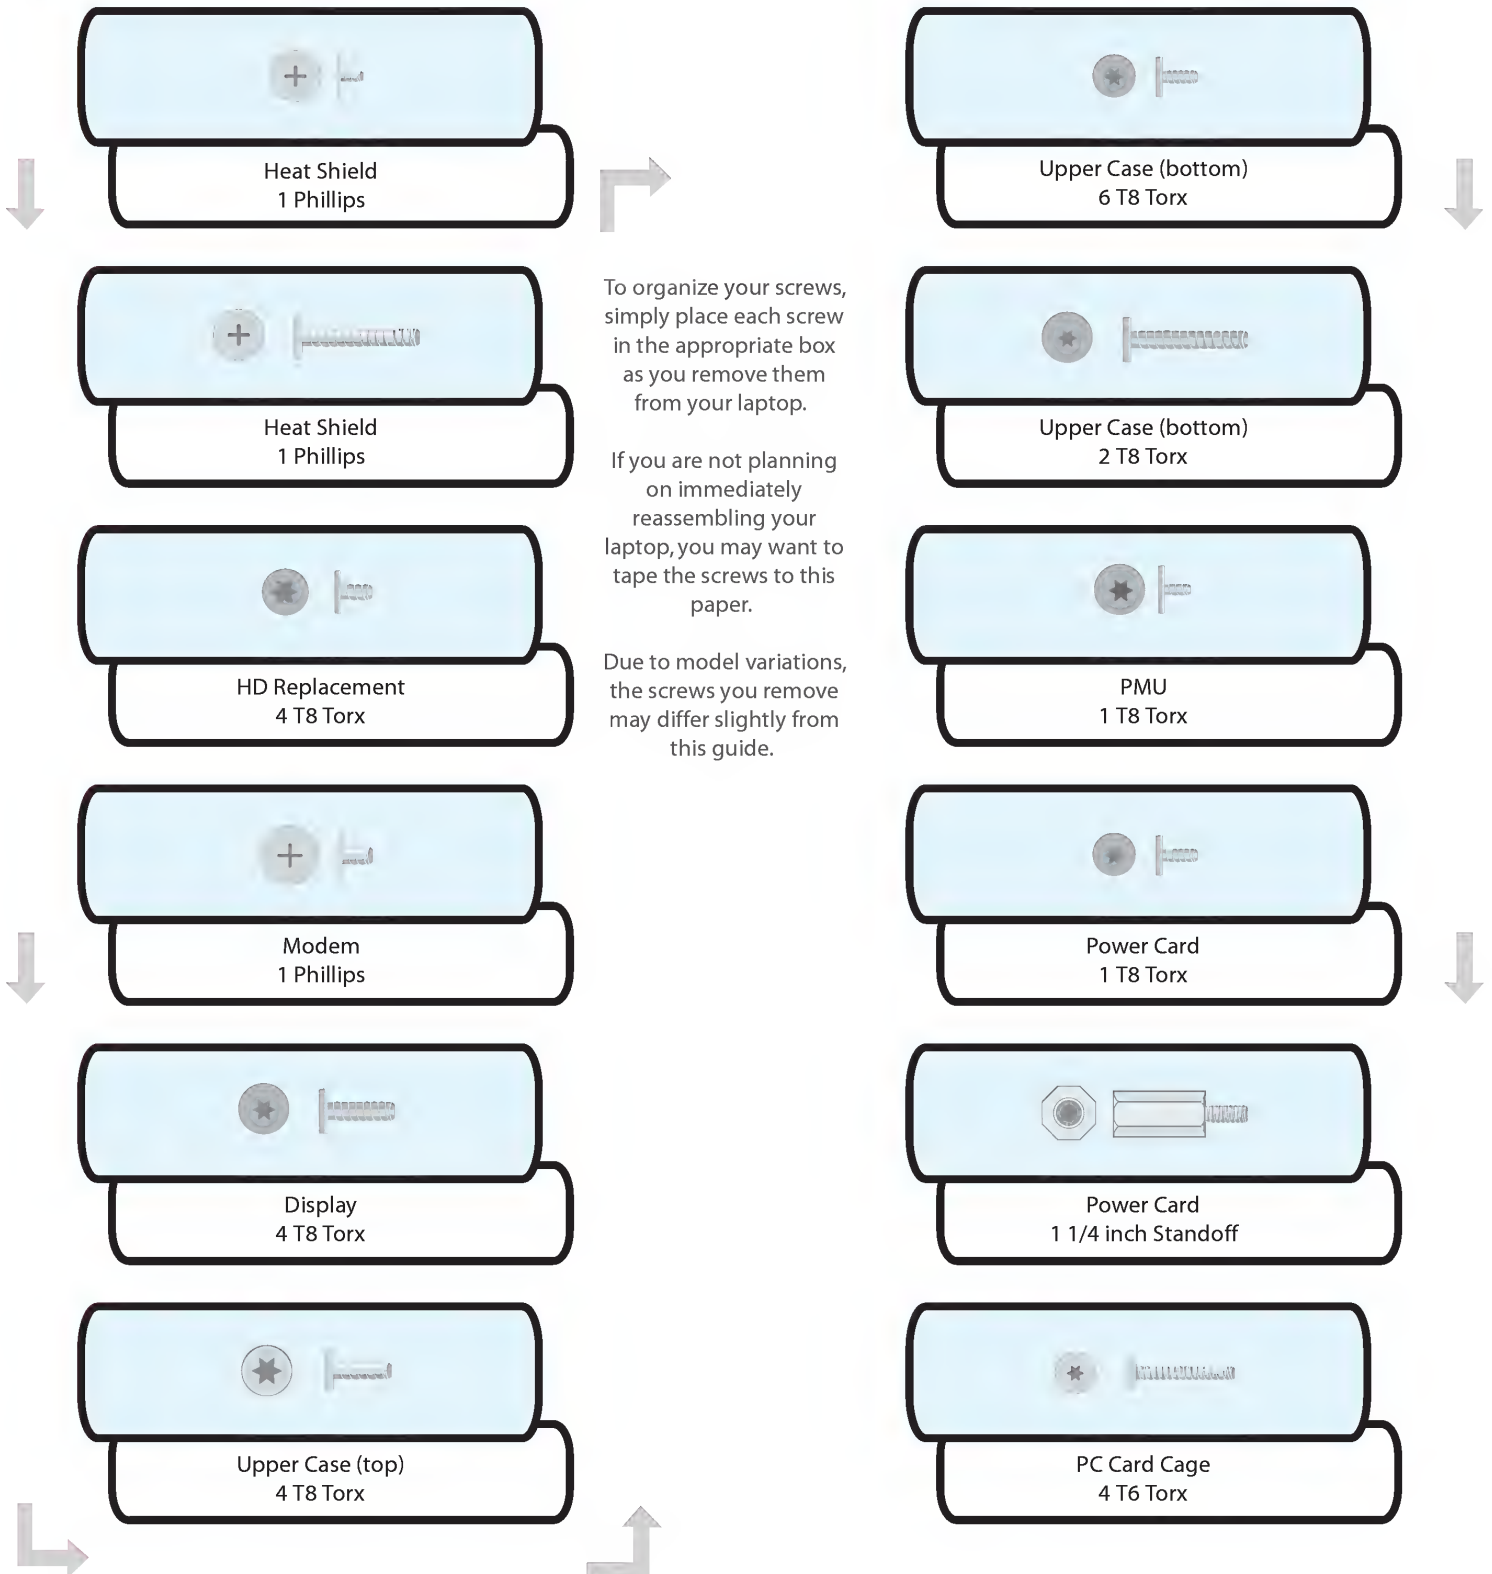 Heat Shield
1 Phillips
Heat Shield
1 Phillips
HD Replacement
4 T8 Torx
Modem
1 Phillips
Display
4 T8 Torx
Upper Case (top)
4 T8 Torx
To organize your screws,
simply place each screw
in the appropriate box
as you remove them
from your laptop.
If you are not planning
on immediately
reassembling your
laptop, you may want to
tape the screws to this
paper.
Due to model variations,
the screws you remove
may differ slightly from
this guide.
Upper Case (bottom)
6 T8 Torx
Upper Case (bottom)
2 T8 Torx
PMU
1 T8 Torx
Power Card
1 T8 Torx
Power Card
1 1/4 inch Standoff
PC Card Cage
4 T6 Torx